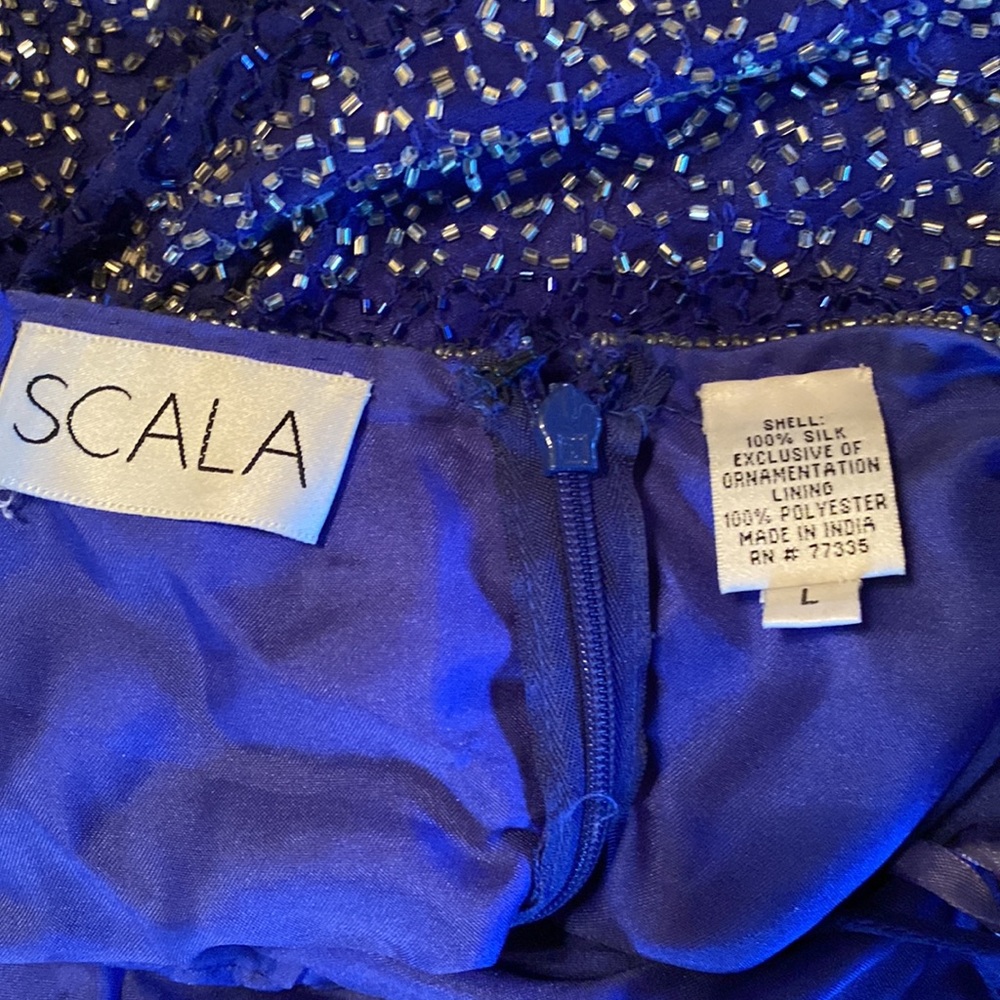 SCALA
SHELL:
100% SILK
EXCLUSIVE OF
ORNAMENTATION
LINING
100% POLYESTER
MADE IN INDIA
RN # 77335
L